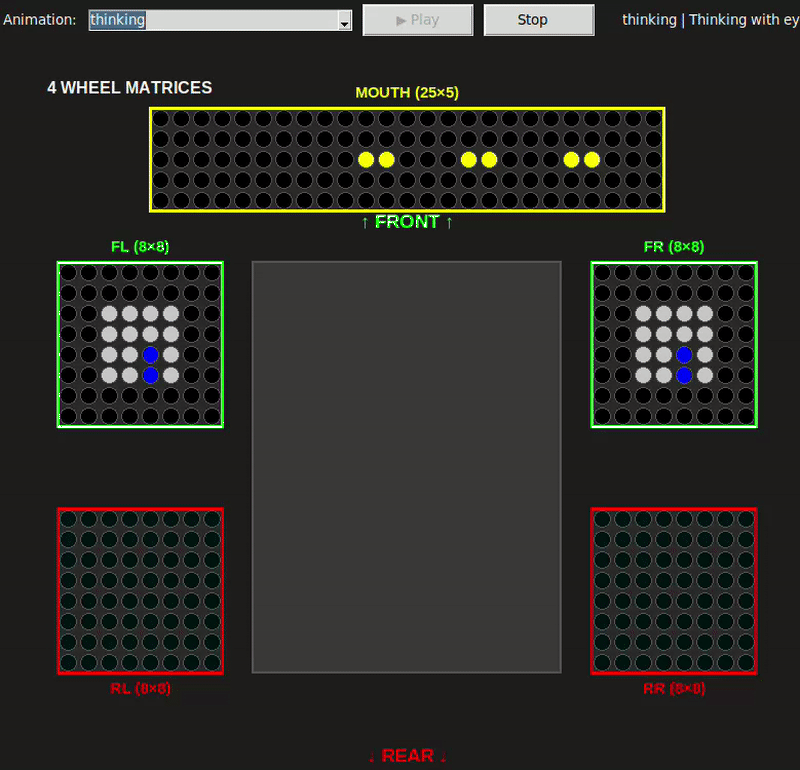 Animation: thinking ▶ Play Stop thinking | Thinking with ey
4 WHEEL MATRICES
MOUTH (25×5)
↑ FRONT ↑
FL (8×8) FR (8×8)
RL (8×8) RR (8×8)
↓ REAR ↓